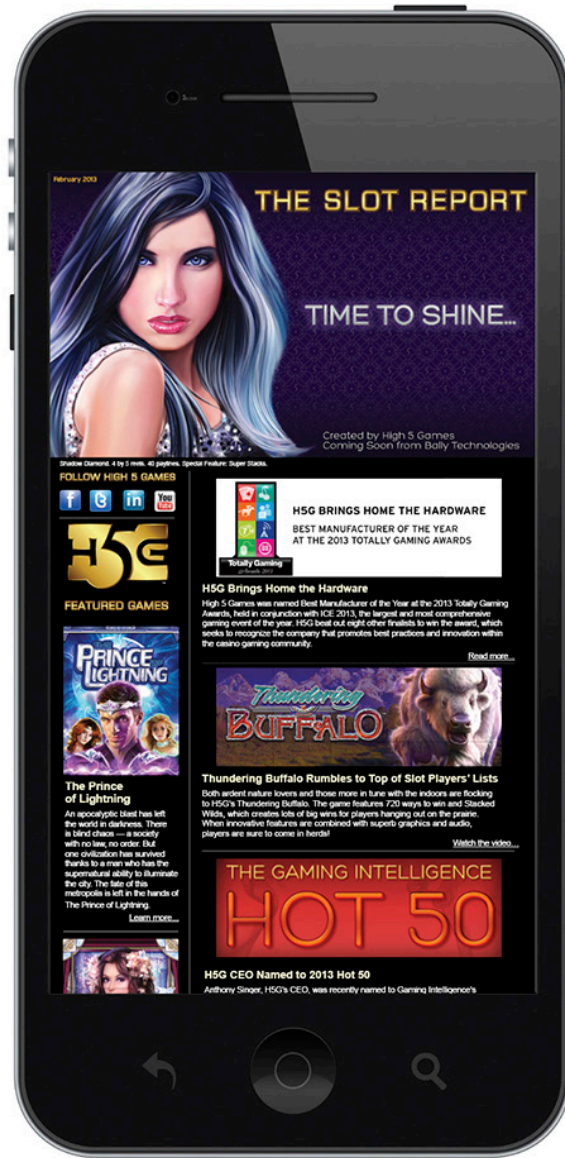 February 2013
THE SLOT REPORT
TIME TO SHINE...
Created by High 5 Games
Coming Soon from Bally Technologies
Shadow Diamond. 4 by 5 reels. 40 paylines. Special Feature: Super Stacks.
FOLLOW HIGH 5 GAMES
f
t
in
You
Tube
H5G
FEATURED GAMES
PRINCE
LIGHTNING
The Prince
of Lightning
An apocalyptic blast has left
the world in darkness. There
is blind chaos — a society
with no law, no order. But
one civilization has survived
thanks to a man who has the
supernatural ability to illuminate
the city. The fate of this
metropolis is left in the hands of
The Prince of Lightning.
Learn more...
Totally Gaming
Awards 2013
H5G BRINGS HOME THE HARDWARE
BEST MANUFACTURER OF THE YEAR
AT THE 2013 TOTALLY GAMING AWARDS
H5G Brings Home the Hardware
High 5 Games was named Best Manufacturer of the Year at the 2013 Totally Gaming
Awards, held in conjunction with ICE 2013, the largest and most comprehensive
gaming event of the year. H5G beat out eight other finalists to win the award, which
seeks to recognize the company that promotes best practices and innovation within
the casino gaming community.
Read more...
Thundering
BUFFALO
Thundering Buffalo Rumbles to Top of Slot Players' Lists
Both ardent nature lovers and those more in tune with the indoors are flocking
to H5G's Thundering Buffalo. The game features 720 ways to win and Stacked
Wilds, which creates lots of big wins for players hanging out on the prairie.
When innovative features are combined with superb graphics and audio,
players are sure to come in herds!
Watch the video...
THE GAMING INTELLIGENCE
HOT 50
H5G CEO Named to 2013 Hot 50
Anthony Singer, H5G's CEO, was recently named to Gaming Intelligence's